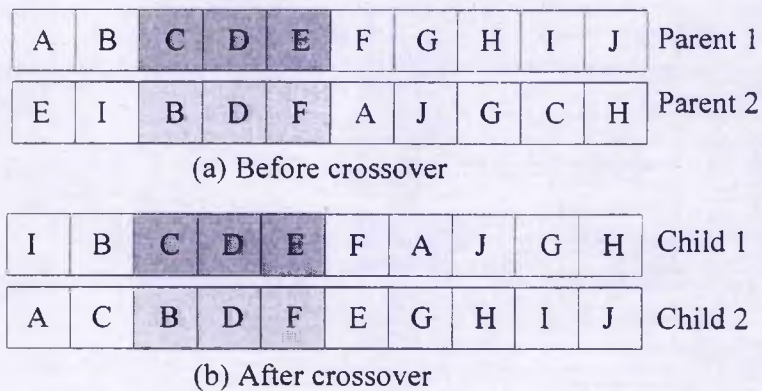 A B C D E F G H I J Parent 1
E I B D F A J G C H Parent 2
(a) Before crossover
I B C D E F A J G H Child 1
A C B D F E G H I J Child 2
(b) After crossover